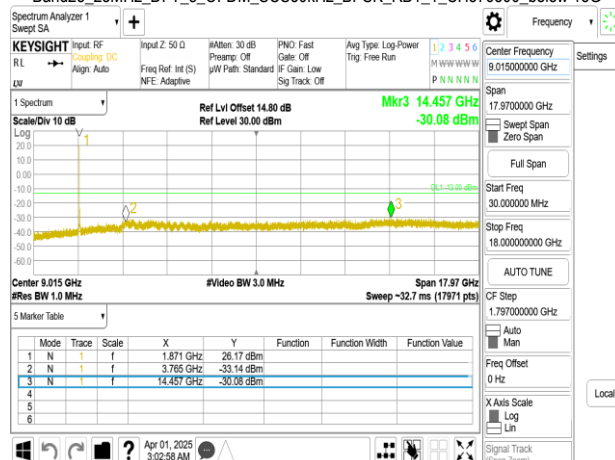 Spectrum Analyzer 1
Swept SA
Frequency
KEYSIGHT Input: RF Input Z: 50 Ω #Atten: 30 dB PNO: Fast Avg Type: Log-Power 1 2 3 4 5 6
RL Coupling: DC Preamp: Off Gate: Off Trig: Free Run M W W W W W
Align: Auto Freq Ref: Int (S) µW Path: Standard IF Gain: Low
NFE: Adaptive Sig Track: Off P N N N N N
LXI
Center Frequency
9.015000000 GHz
Settings
1 Spectrum
Ref Lvl Offset 14.80 dB
Mkr3 14.457 GHz
Scale/Div 10 dB
Ref Level 30.00 dBm
-30.08 dBm
Span
17.9700000 GHz
Swept Span
Zero Span
Full Span
Start Freq
30.000000 MHz
Stop Freq
18.000000000 GHz
AUTO TUNE
CF Step
1.797000000 GHz
Auto
Man
Freq Offset
0 Hz
X Axis Scale
Log
Lin
Local
Signal Track
Log
20.0
10.0
0.00
-10.0
-20.0
-30.0
-40.0
-50.0
-60.0
1
2
3
DL1 -13.00 dBm
Center 9.015 GHz #Video BW 3.0 MHz Span 17.97 GHz
#Res BW 1.0 MHz Sweep ~32.7 ms (17971 pts)
5 Marker Table
Mode Trace Scale X Y Function Function Width Function Value
1 N 1 f 1.871 GHz 26.17 dBm
2 N 1 f 3.765 GHz -33.14 dBm
3 N 1 f 14.457 GHz -30.08 dBm
4
5
6
?
Apr 01, 2025
3:02:58 AM